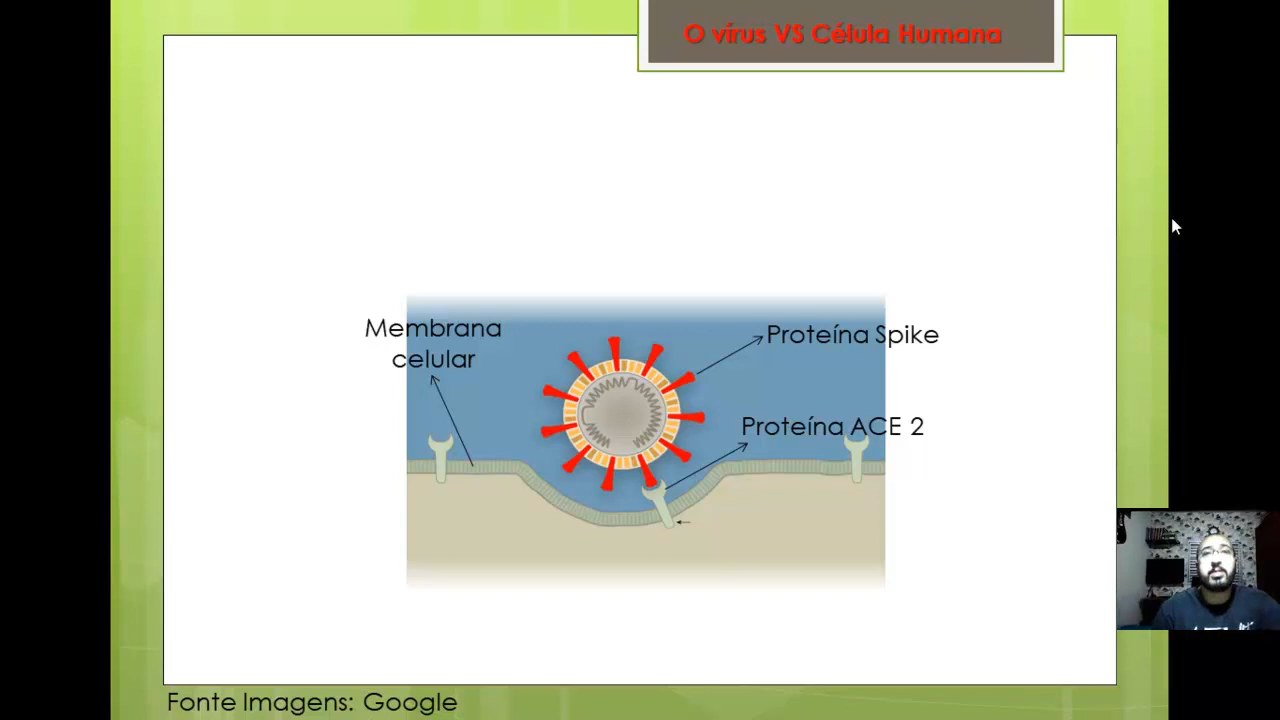 O vírus VS Célula Humana
Membrana
celular
Proteína Spike
Proteína ACE 2
Fonte Imagens: Google